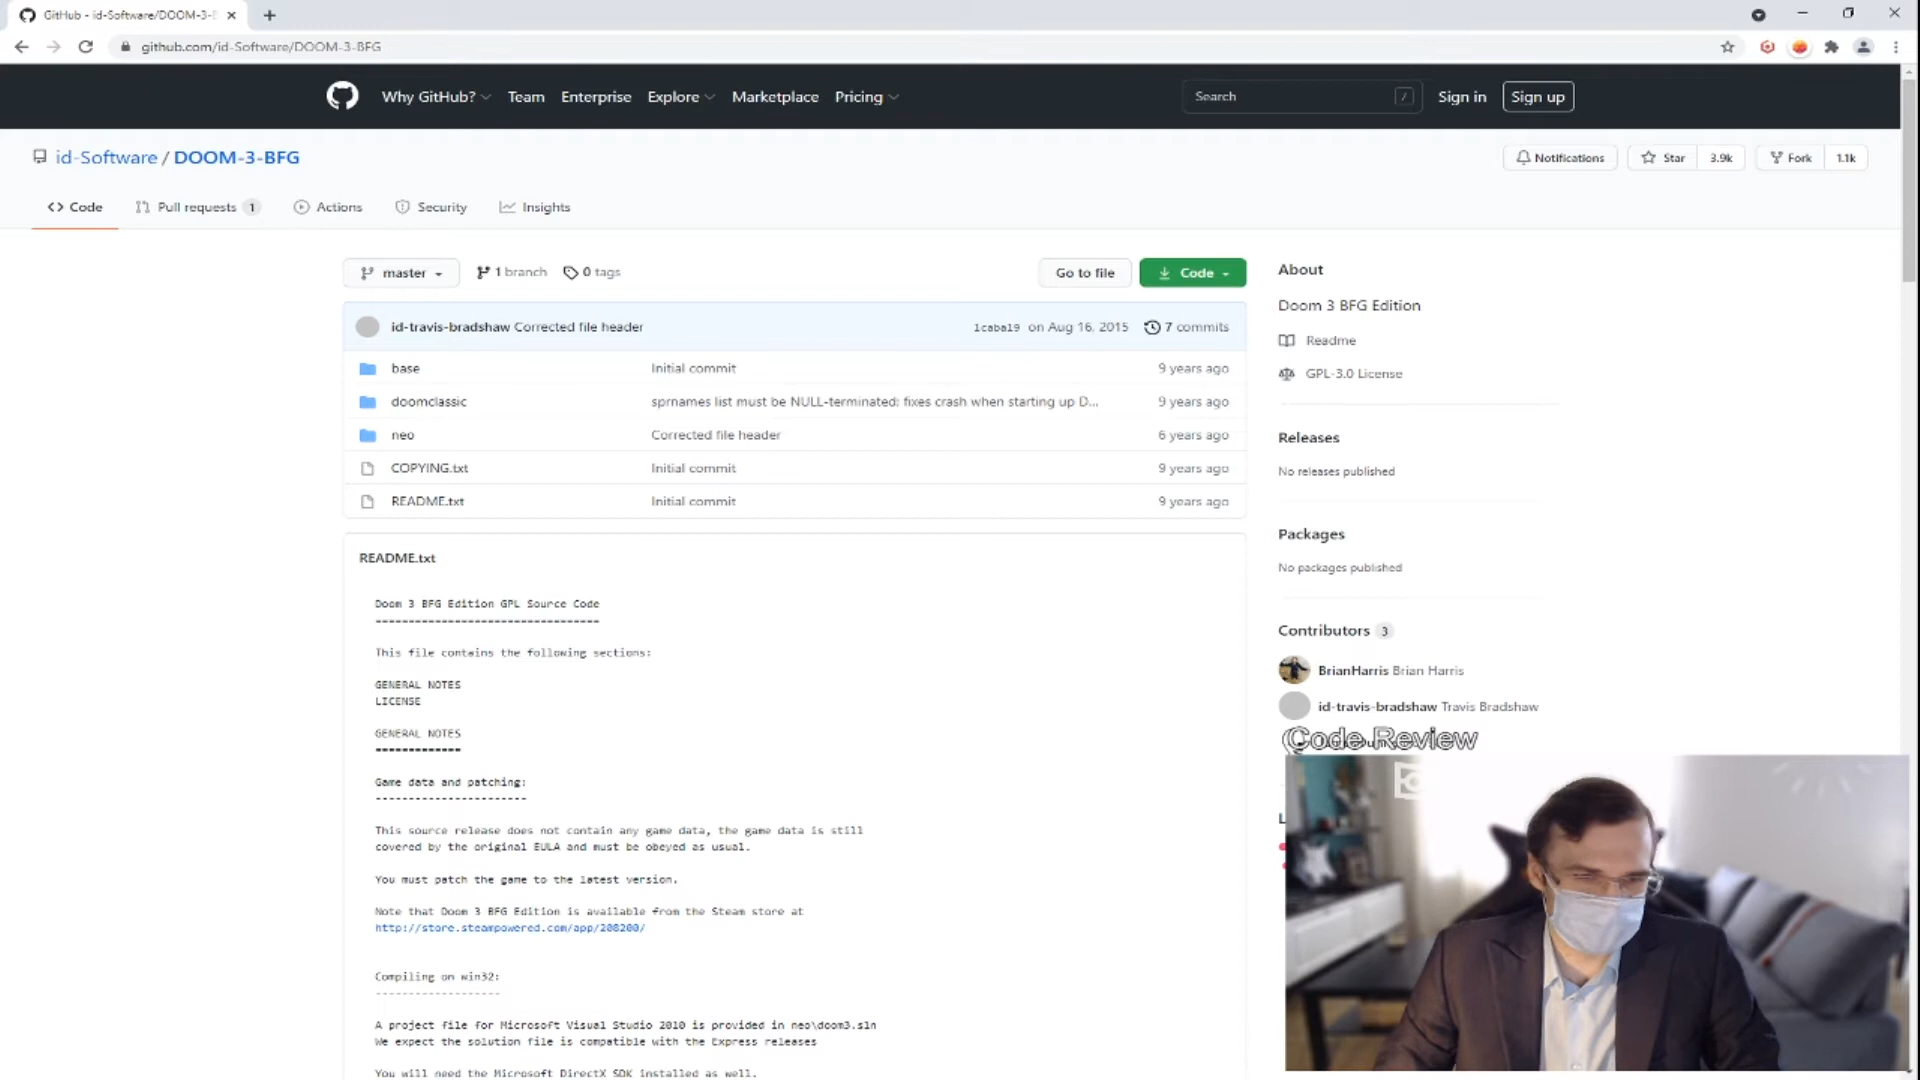 GitHub - id-Software/DOOM-3-B
github.com/id-Software/DOOM-3-BFG
Why GitHub? Team Enterprise Explore Marketplace Pricing Search / Sign in Sign up
id-Software / DOOM-3-BFG Notifications Star 3.9k Fork 1.1k
<> Code Pull requests 1 Actions Security Insights
master 1 branch 0 tags Go to file Code
id-travis-bradshaw Corrected file header 1caba19 on Aug 16, 2015 7 commits
base Initial commit 9 years ago
doomclassic sprnames list must be NULL-terminated: fixes crash when starting up D... 9 years ago
neo Corrected file header 6 years ago
COPYING.txt Initial commit 9 years ago
README.txt Initial commit 9 years ago
README.txt
Doom 3 BFG Edition GPL Source Code
==================================
This file contains the following sections:
GENERAL NOTES
LICENSE
GENERAL NOTES
=============
Game data and patching:
-----------------------
This source release does not contain any game data, the game data is still
covered by the original EULA and must be obeyed as usual.
You must patch the game to the latest version.
Note that Doom 3 BFG Edition is available from the Steam store at
http://store.steampowered.com/app/208200/
Compiling on win32:
-------------------
A project file for Microsoft Visual Studio 2010 is provided in neo\doom3.sln
We expect the solution file is compatible with the Express releases
You will need the Microsoft DirectX SDK installed as well.
About
Doom 3 BFG Edition
Readme
GPL-3.0 License
Releases
No releases published
Packages
No packages published
Contributors 3
BrianHarris Brian Harris
id-travis-bradshaw Travis Bradshaw
Code Review